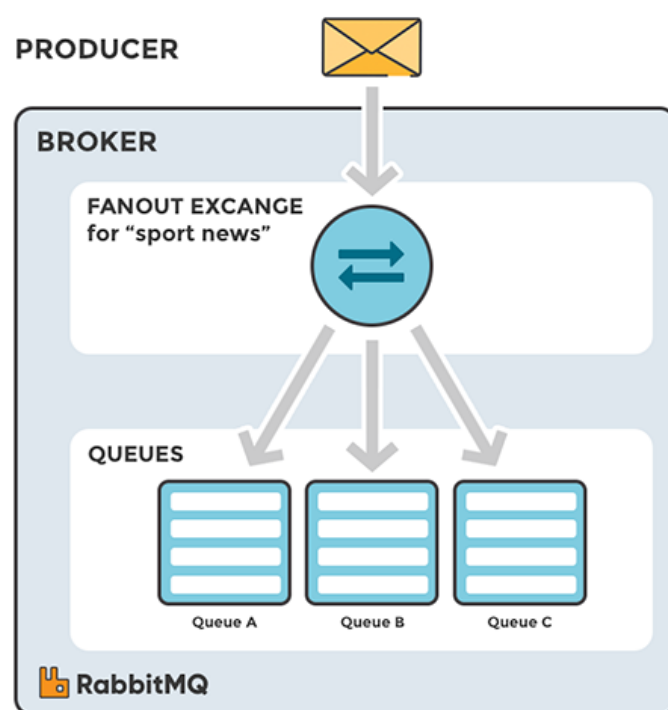 PRODUCER
BROKER
FANOUT EXCANGE
for “sport news”
QUEUES
Queue A
Queue B
Queue C
RabbitMQ